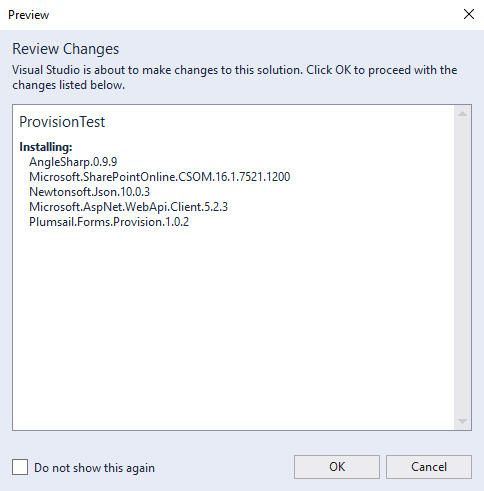 Preview
Review Changes
Visual Studio is about to make changes to this solution. Click OK to proceed with the
changes listed below.
ProvisionTest
Installing:
AngleSharp.0.9.9
Microsoft.SharePointOnline.CSOM.16.1.7521.1200
Newtonsoft.Json.10.0.3
Microsoft.AspNet.WebApi.Client.5.2.3
Plumsail.Forms.Provision.1.0.2
Do not show this again
OK
Cancel